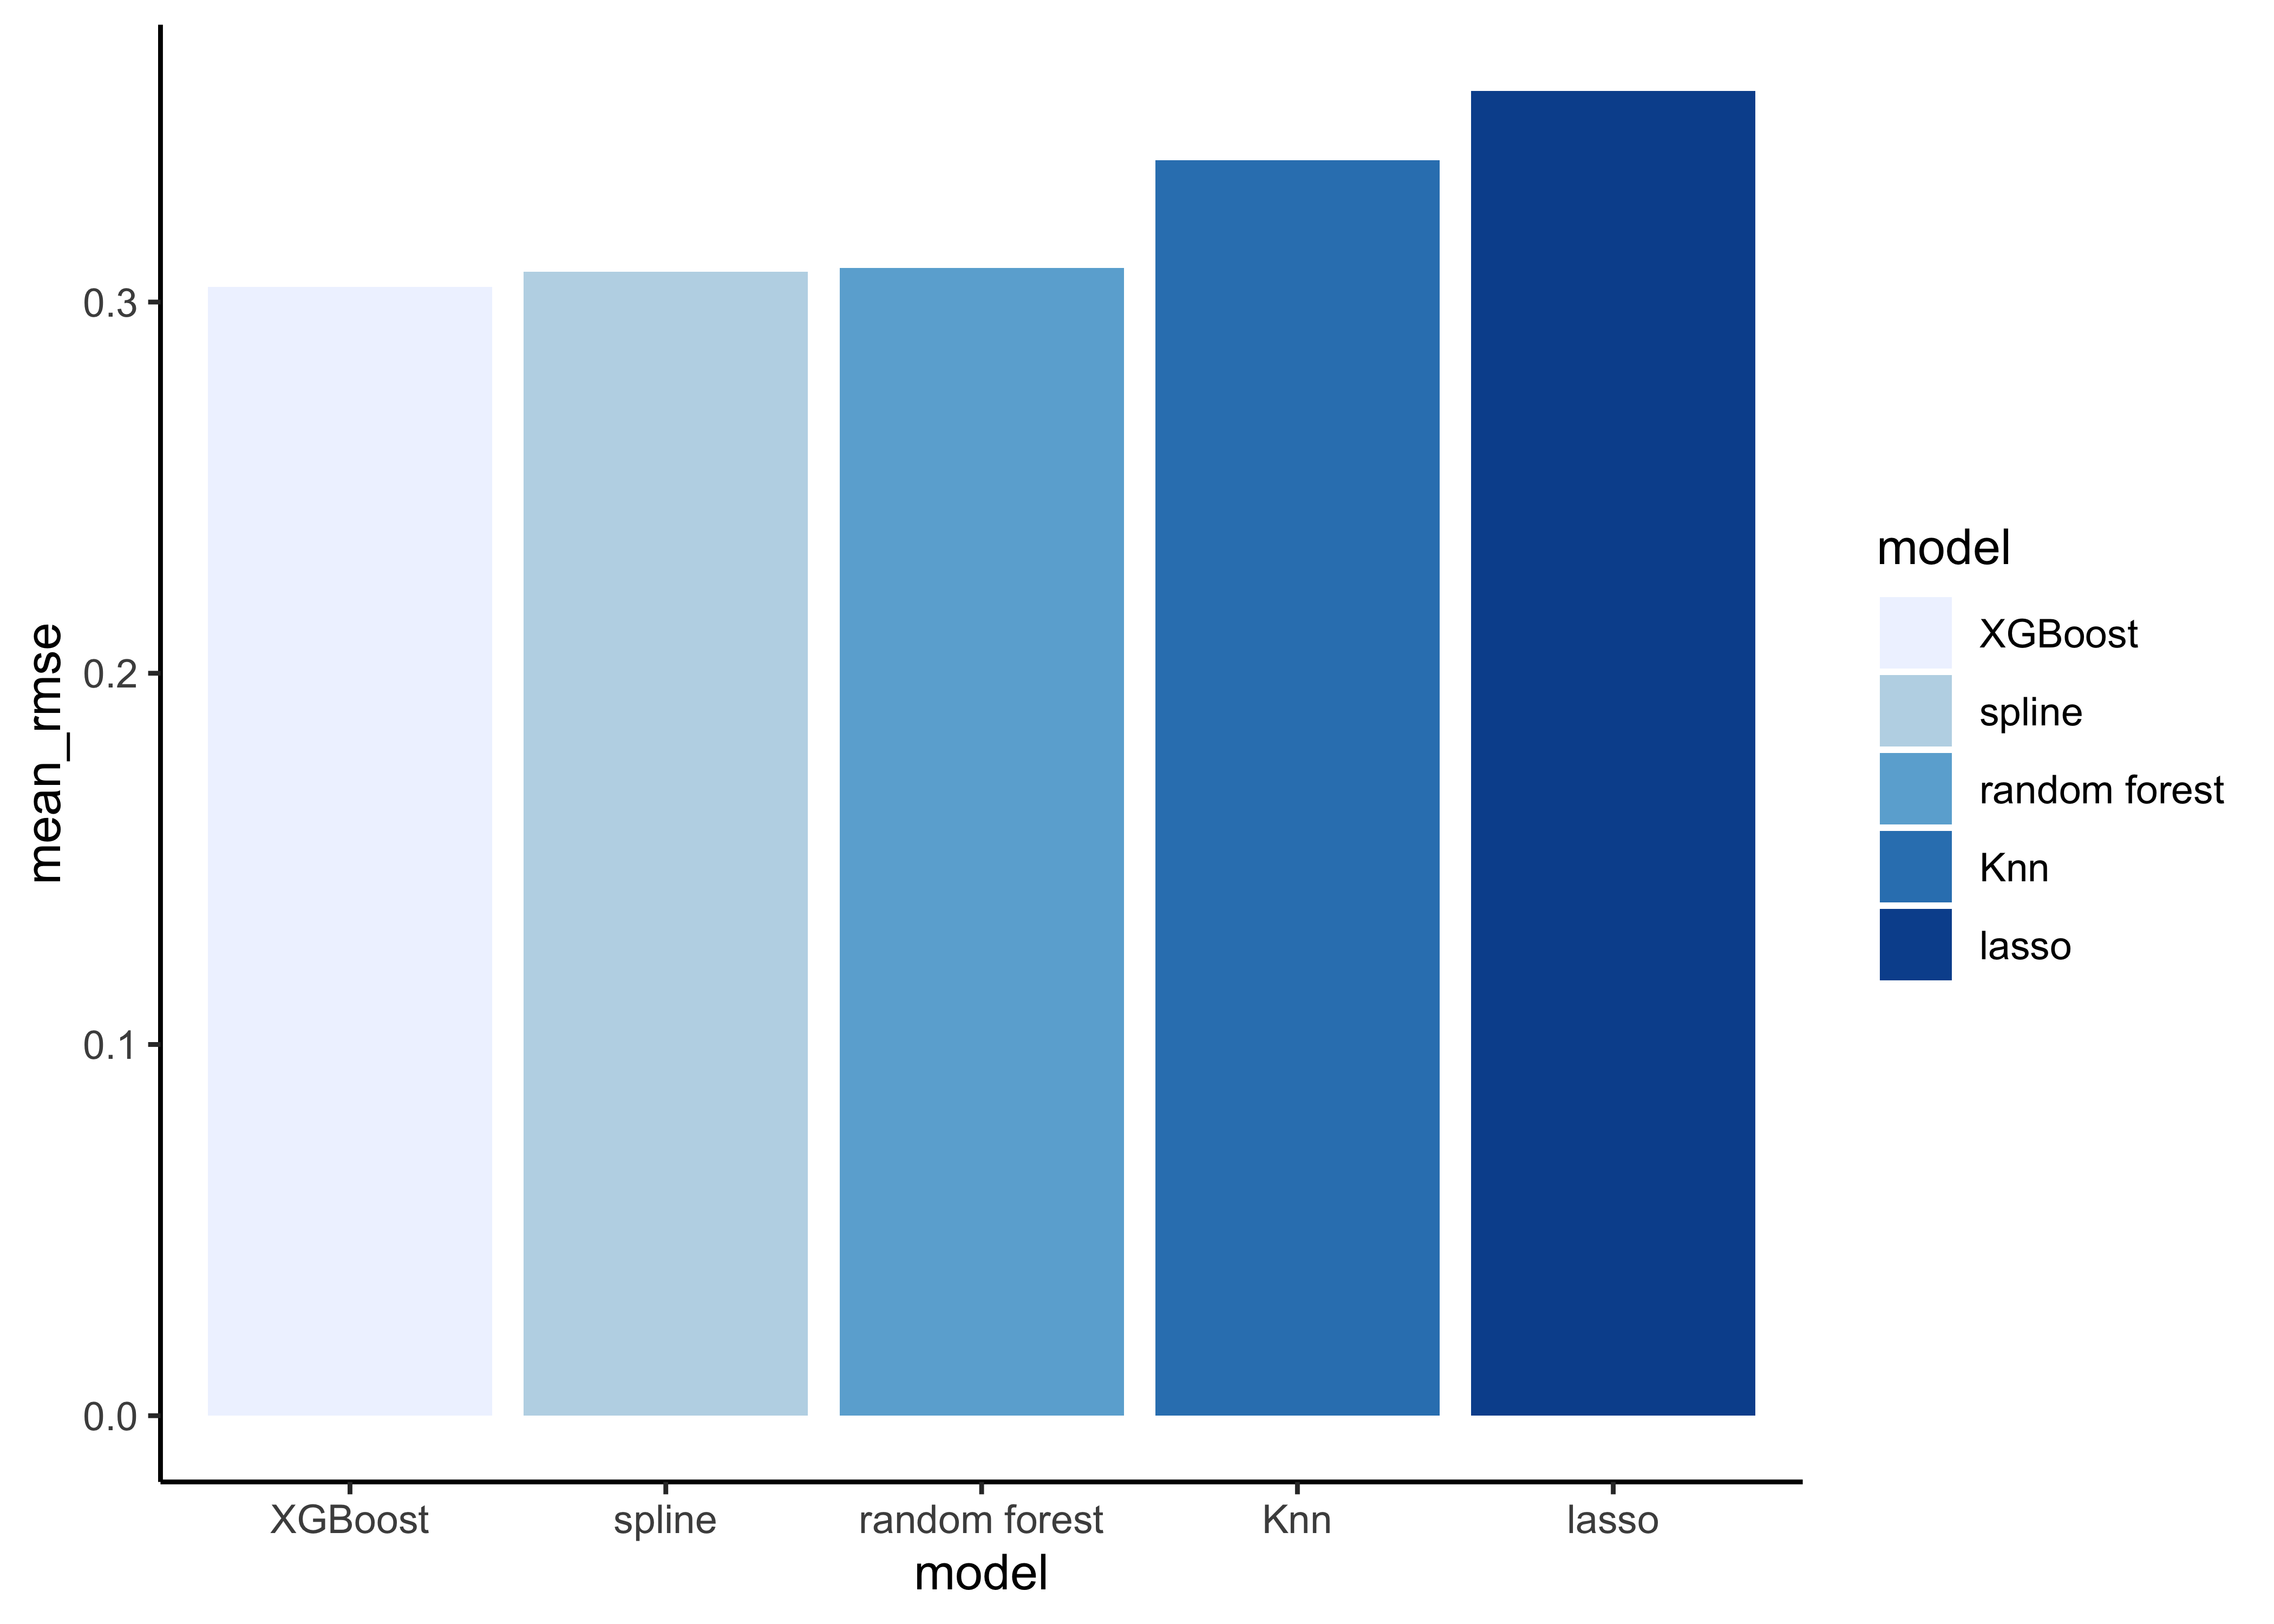 mean_rmse
0.3
0.2
0.1
0.0
XGBoost
spline
random forest
Knn
lasso
model
model
XGBoost
spline
random forest
Knn
lasso